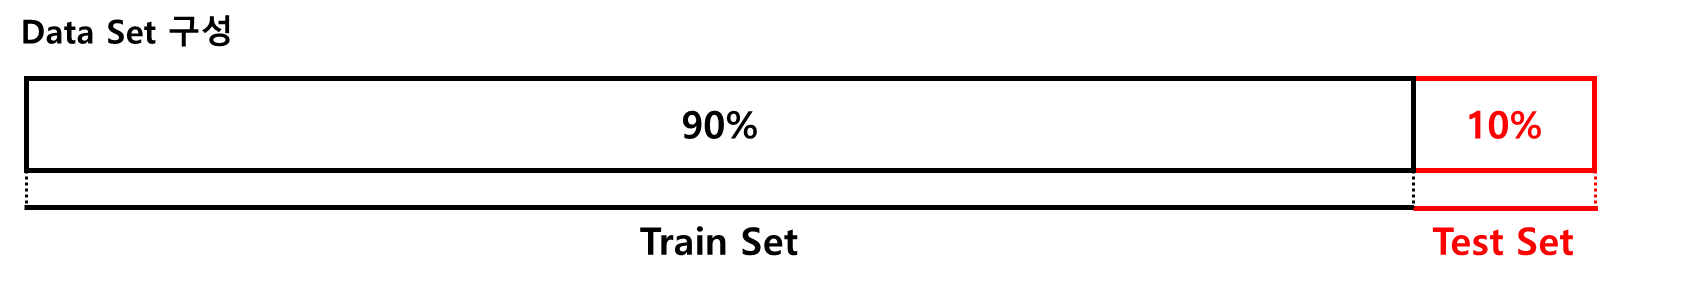 Data Set 구성
90%
10%
Train Set
Test Set